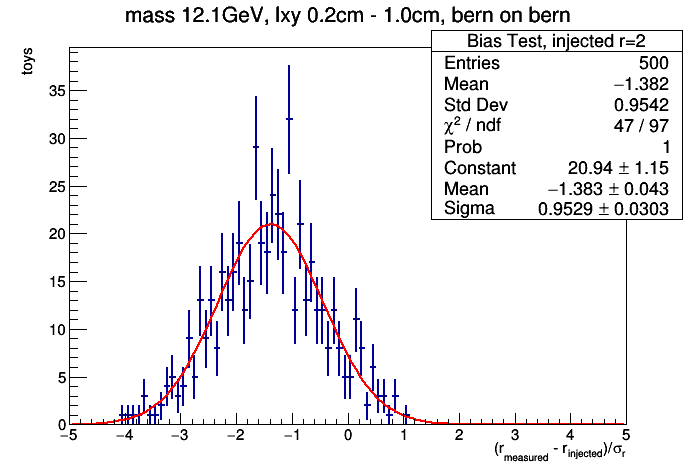 mass 12.1GeV, lxy 0.2cm - 1.0cm, bern on bern
toys
Bias Test, injected r=2
Entries 500
Mean −1.382
Std Dev 0.9542
χ² / ndf 47 / 97
Prob 1
Constant 20.94 ± 1.15
Mean −1.383 ± 0.043
Sigma 0.9529 ± 0.0303
35
30
25
20
15
10
5
0
−5 −4 −3 −2 −1 0 1 2 3 4 5
(r_measured - r_injected)/σ_r